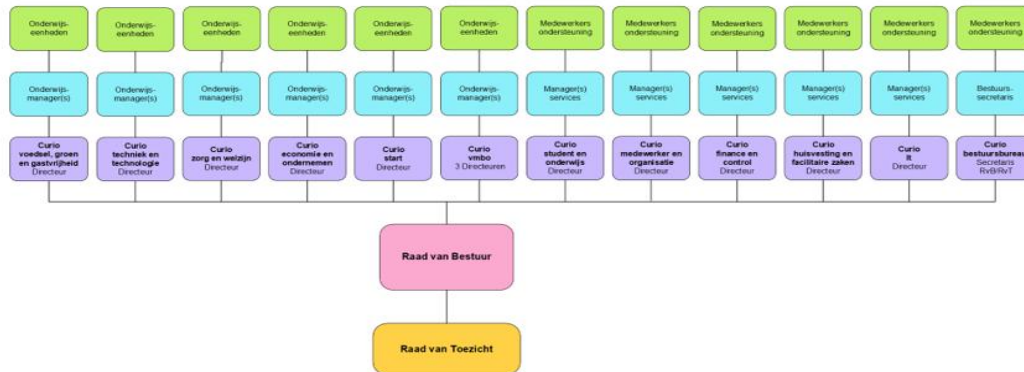 Onderwijs-
eenheden
Onderwijs-
eenheden
Onderwijs-
eenheden
Onderwijs-
eenheden
Onderwijs-
eenheden
Onderwijs-
eenheden
Medewerkers
ondersteuning
Medewerkers
ondersteuning
Medewerkers
ondersteuning
Medewerkers
ondersteuning
Medewerkers
ondersteuning
Medewerkers
ondersteuning
Onderwijs-
manager(s)
Onderwijs-
manager(s)
Onderwijs-
manager(s)
Onderwijs-
manager(s)
Onderwijs-
manager(s)
Onderwijs-
manager(s)
Manager(s)
services
Manager(s)
services
Manager(s)
services
Manager(s)
services
Manager(s)
services
Bestuurs-
secretaris
Curio
voedsel, groen
en gastvrijheid
Directeur
Curio
techniek en
technologie
Directeur
Curio
zorg en welzijn
Directeur
Curio
economie en
ondernemen
Directeur
Curio
start
Directeur
Curio
vmbo
3 Directeuren
Curio
student en
onderwijs
Directeur
Curio
medewerker en
organisatie
Directeur
Curio
finance en
control
Directeur
Curio
huisvesting en
facilitaire zaken
Directeur
Curio
it
Directeur
Curio
bestuursbureau
Secretaris
RvB/RvT
Raad van Bestuur
Raad van Toezicht